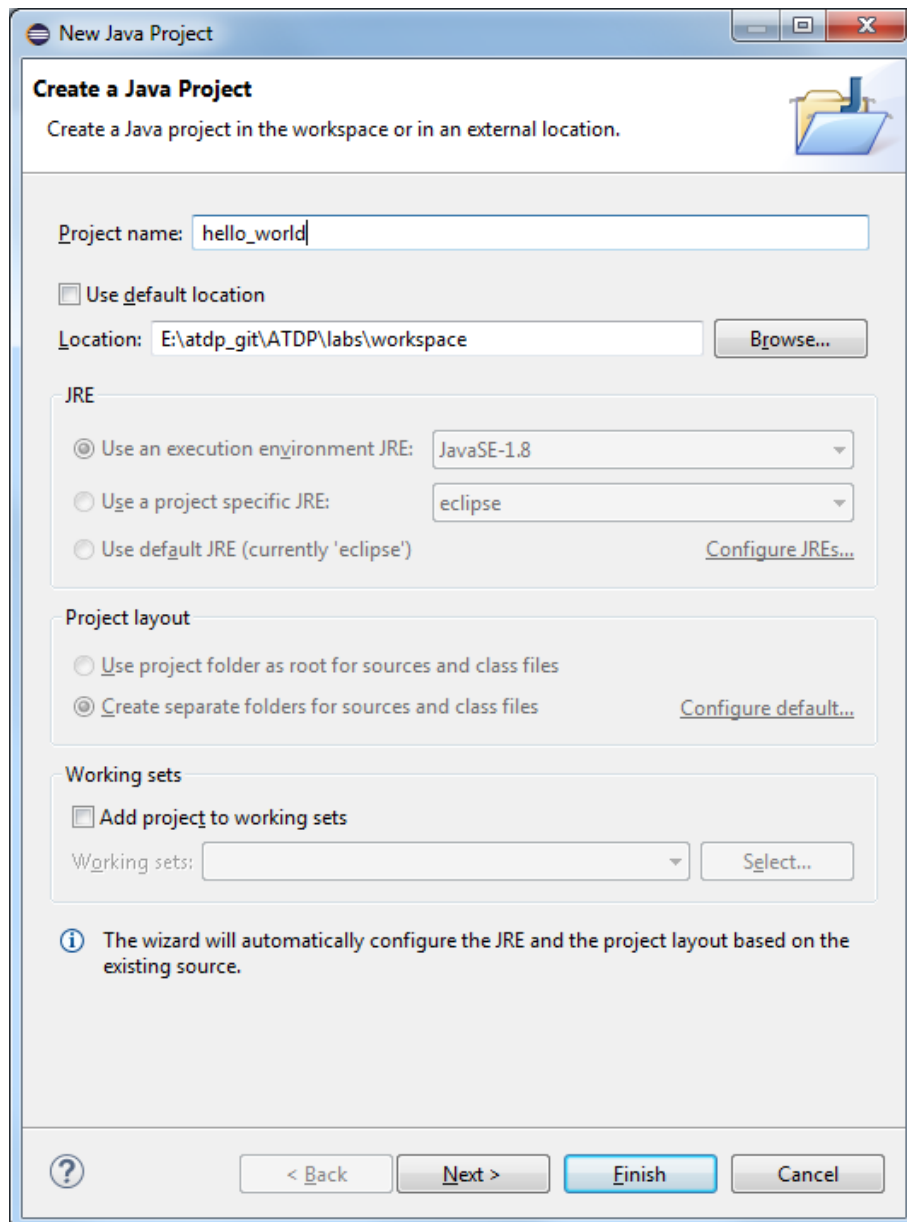 New Java Project
Create a Java Project
Create a Java project in the workspace or in an external location.
Project name: hello_world
Use default location
Location: E:\atdp_git\ATDP\labs\workspace Browse...
JRE
Use an execution environment JRE: JavaSE-1.8
Use a project specific JRE: eclipse
Use default JRE (currently 'eclipse') Configure JREs...
Project layout
Use project folder as root for sources and class files
Create separate folders for sources and class files Configure default...
Working sets
Add project to working sets
Working sets: Select...
The wizard will automatically configure the JRE and the project layout based on the
existing source.
? < Back Next > Finish Cancel